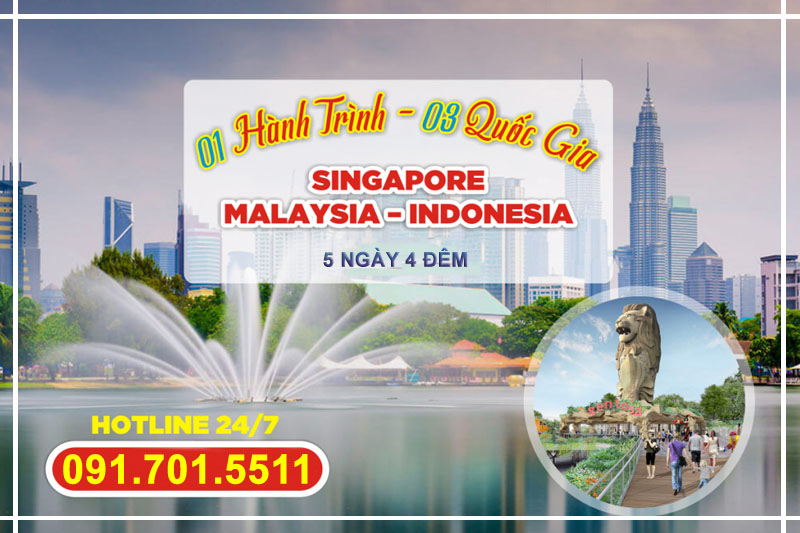 01 Hành Trình - 03 Quốc Gia
SINGAPORE
MALAYSIA – INDONESIA
5 NGÀY 4 ĐÊM
SENTOSA
HOTLINE 24/7
091.701.5511